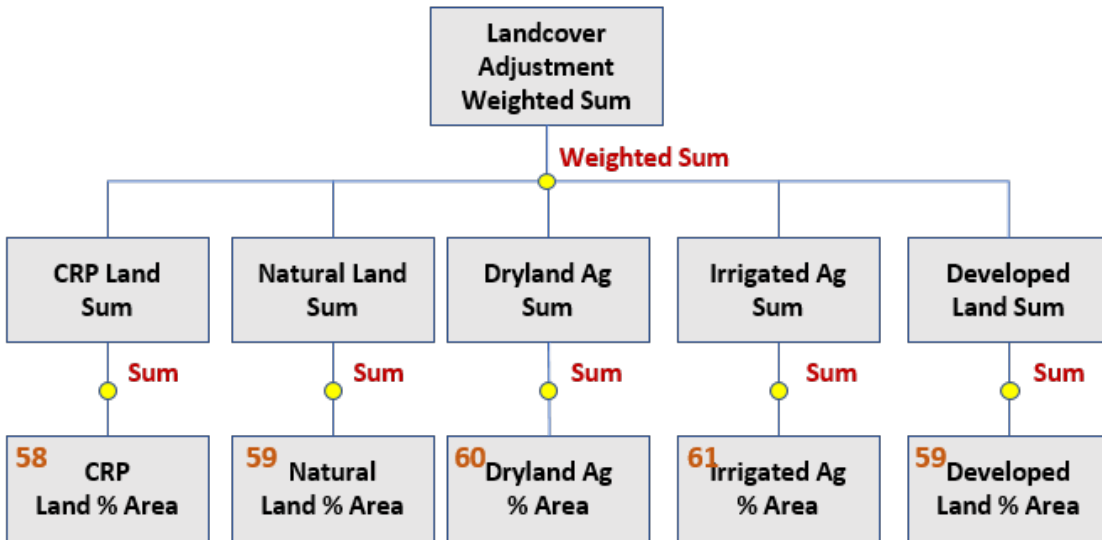 Landcover
Adjustment
Weighted Sum
Weighted Sum
CRP Land
Sum
Natural Land
Sum
Dryland Ag
Sum
Irrigated Ag
Sum
Developed
Land Sum
Sum
Sum
Sum
Sum
Sum
58
CRP
Land % Area
59
Natural
Land % Area
60
Dryland Ag
% Area
61
Irrigated Ag
% Area
59
Developed
Land % Area